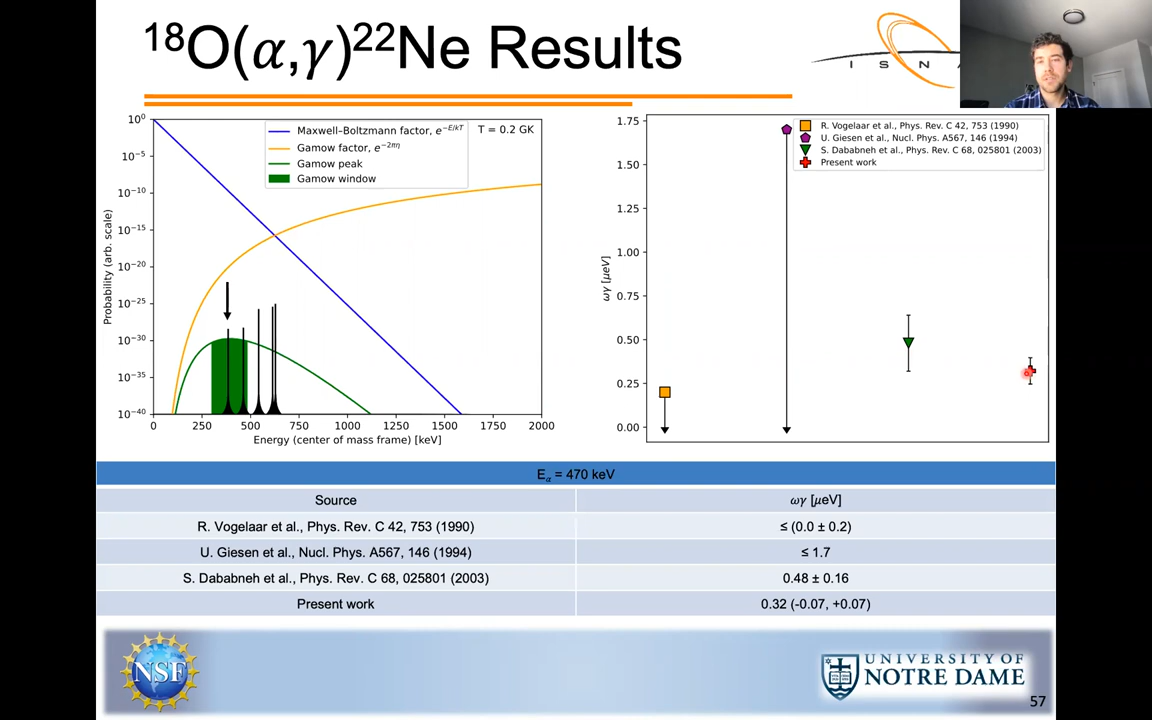 ¹⁸O(α,γ)²²Ne Results
I S N A
10⁰
10⁻⁵
10⁻¹⁰
10⁻¹⁵
10⁻²⁰
10⁻²⁵
10⁻³⁰
10⁻³⁵
10⁻⁴⁰
Probability (arb. scale)
Maxwell–Boltzmann factor, e^(−E/kT)
T = 0.2 GK
Gamow factor, e^(−2πη)
Gamow peak
Gamow window
0 250 500 750 1000 1250 1500 1750 2000
Energy (center of mass frame) [keV]
1.75
1.50
1.25
1.00
0.75
0.50
0.25
0.00
ωγ [μeV]
R. Vogelaar et al., Phys. Rev. C 42, 753 (1990)
U. Giesen et al., Nucl. Phys. A567, 146 (1994)
S. Dababneh et al., Phys. Rev. C 68, 025801 (2003)
Present work
Eα = 470 keV
Source ωγ [μeV]
R. Vogelaar et al., Phys. Rev. C 42, 753 (1990) ≤ (0.0 ± 0.2)
U. Giesen et al., Nucl. Phys. A567, 146 (1994) ≤ 1.7
S. Dababneh et al., Phys. Rev. C 68, 025801 (2003) 0.48 ± 0.16
Present work 0.32 (-0.07, +0.07)
NSF
UNIVERSITY OF
NOTRE DAME
57